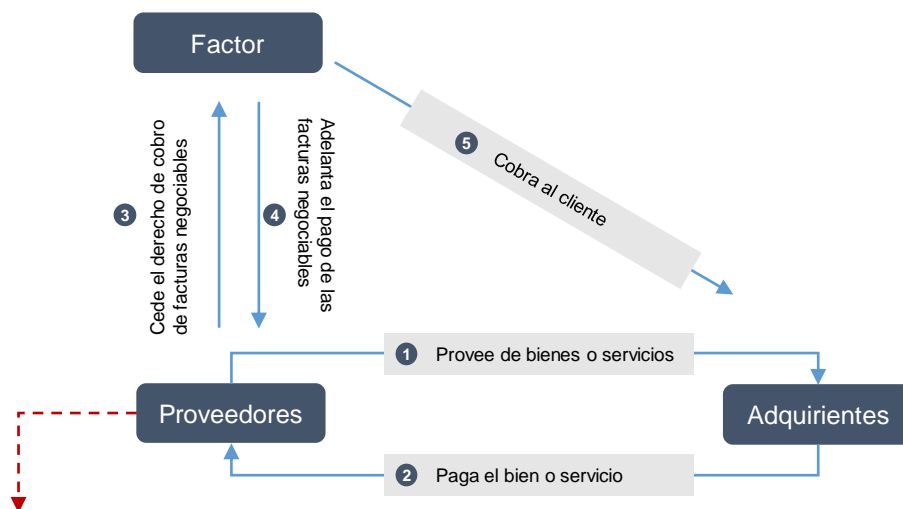 Factor
5 Cobra al cliente
3 Cede el derecho de cobro
de facturas negociables
4 Adelanta el pago de las
facturas negociables
1 Provee de bienes o servicios
Proveedores
Adquirientes
2 Paga el bien o servicio